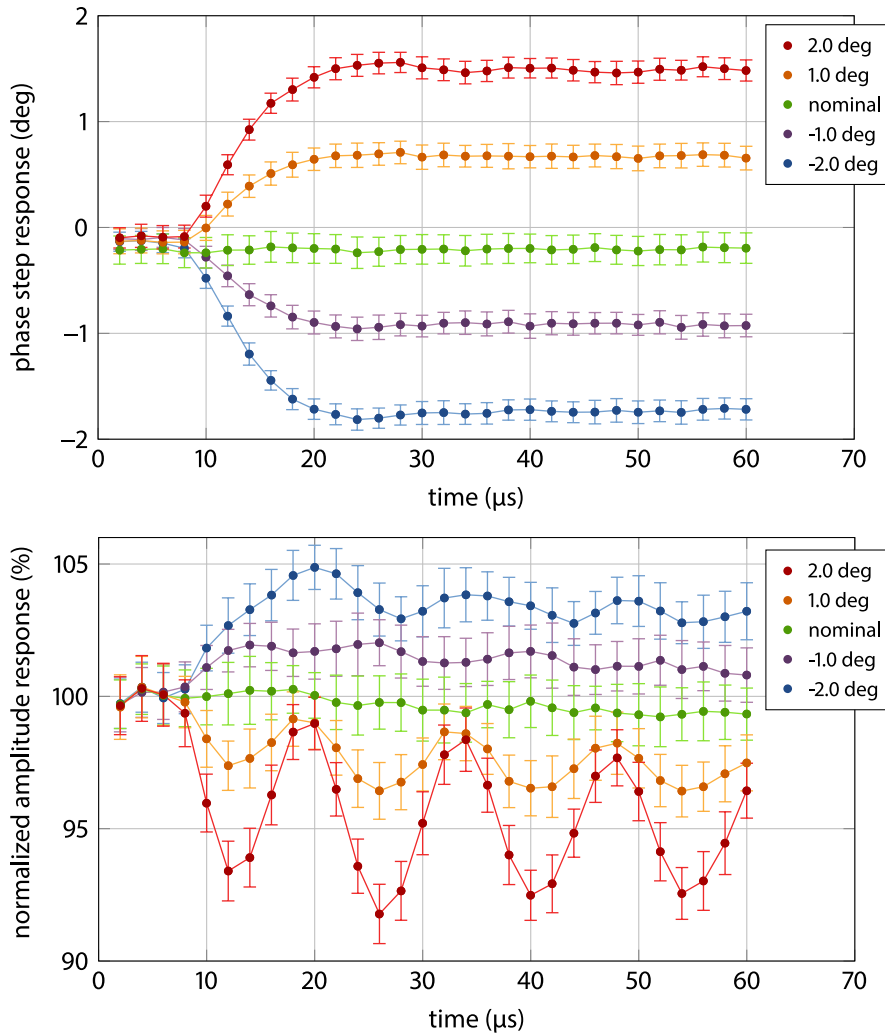 phase step response (deg)
2
1
0
−1
−2
0 10 20 30 40 50 60 70
time (μs)
2.0 deg
1.0 deg
nominal
-1.0 deg
-2.0 deg
normalized amplitude response (%)
105
100
95
90
0 10 20 30 40 50 60 70
time (μs)
2.0 deg
1.0 deg
nominal
-1.0 deg
-2.0 deg